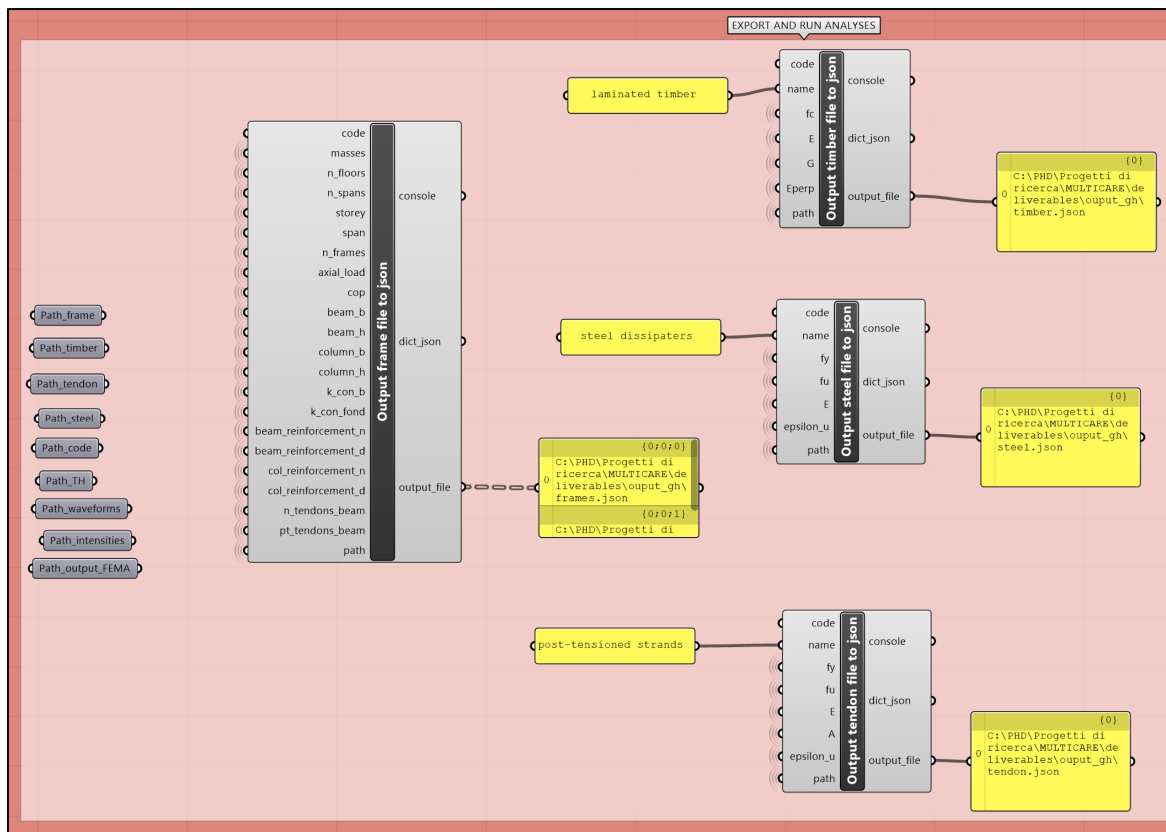 EXPORT AND RUN ANALYSES
laminated timber
code
name
fc
E
G
Eperp
path
Output timber file to json
console
dict_json
output_file
{0}
0
C:\PHD\Progetti di
ricerca\MULTICARE\de
liverables\ouput_gh\
timber.json
code
masses
n_floors
n_spans
storey
span
n_frames
axial_load
cop
beam_b
beam_h
column_b
column_h
k_con_b
k_con_fond
beam_reinforcement_n
beam_reinforcement_d
col_reinforcement_n
col_reinforcement_d
n_tendons_beam
pt_tendons_beam
path
Output frame file to json
console
dict_json
output_file
{0;0;0}
0
C:\PHD\Progetti di
ricerca\MULTICARE\de
liverables\ouput_gh\
frames.json
{0;0;1}
C:\PHD\Progetti di
Path_frame
Path_timber
Path_tendon
Path_steel
Path_code
Path_TH
Path_waveforms
Path_intensities
Path_output_FEMA
steel dissipaters
code
name
fy
fu
E
epsilon_u
path
Output steel file to json
console
dict_json
output_file
{0}
0
C:\PHD\Progetti di
ricerca\MULTICARE\de
liverables\ouput_gh\
steel.json
post-tensioned strands
code
name
fy
fu
E
A
epsilon_u
path
Output tendon file to json
console
dict_json
output_file
{0}
0
C:\PHD\Progetti di
ricerca\MULTICARE\de
liverables\ouput_gh\
tendon.json